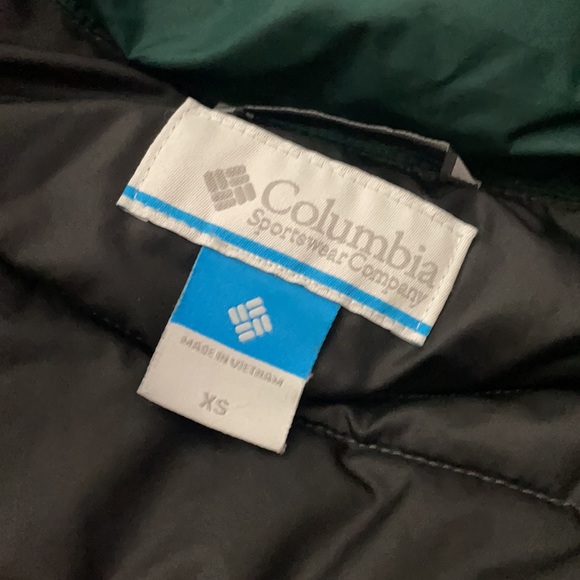 Columbia
Sportswear Company
MADE IN VIETNAM
XS